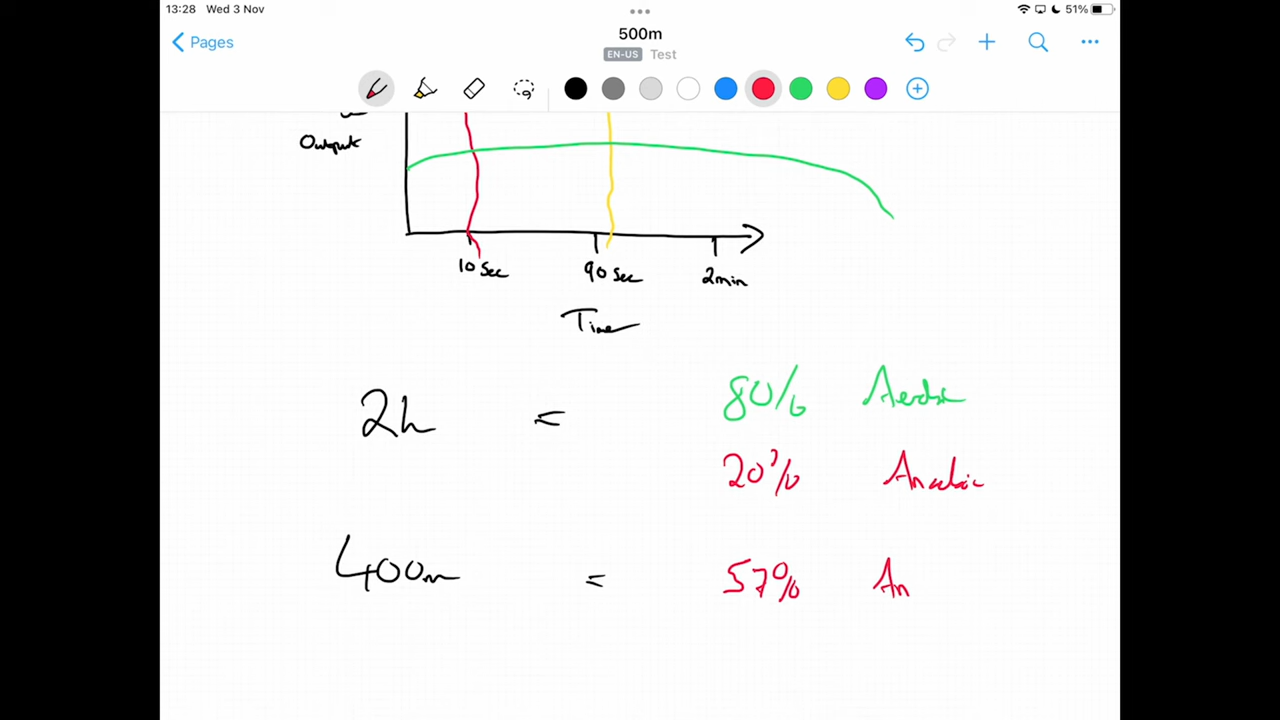 13:28 Wed 3 Nov
51%
Pages
500m
EN-US Test
Output
10 Sec 90 Sec 2min
Time
2k = 80% Aerobic
20% Anaerobic
400m = 57% An